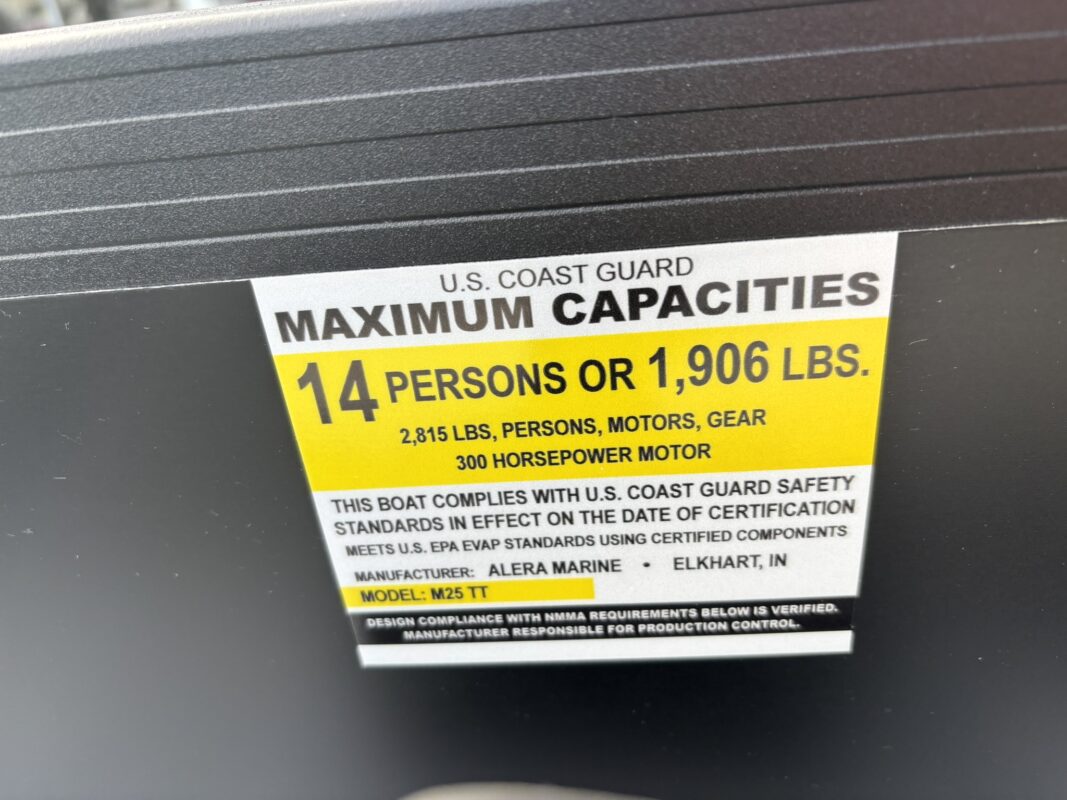 U.S. COAST GUARD
MAXIMUM CAPACITIES
14 PERSONS OR 1,906 LBS.
2,815 LBS, PERSONS, MOTORS, GEAR
300 HORSEPOWER MOTOR
THIS BOAT COMPLIES WITH U.S. COAST GUARD SAFETY
STANDARDS IN EFFECT ON THE DATE OF CERTIFICATION
MEETS U.S. EPA EVAP STANDARDS USING CERTIFIED COMPONENTS
MANUFACTURER: ALERA MARINE • ELKHART, IN
MODEL: M25 TT
DESIGN COMPLIANCE WITH NMMA REQUIREMENTS BELOW IS VERIFIED.
MANUFACTURER RESPONSIBLE FOR PRODUCTION CONTROL.